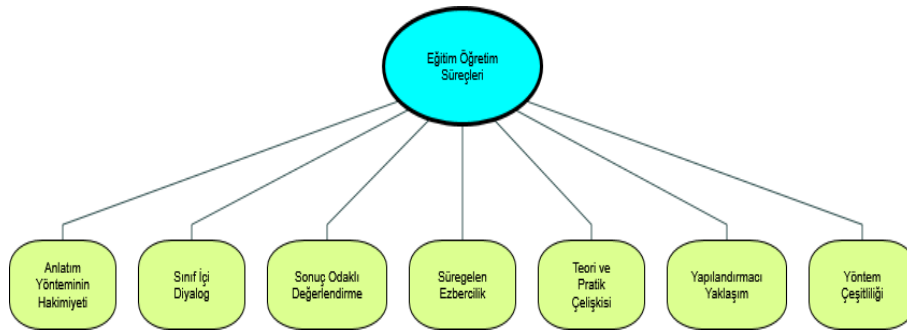 Eğitim Öğretim
Süreçleri
Anlatım
Yönteminin
Hakimiyeti
Sınıf İçi
Diyalog
Sonuç Odaklı
Değerlendirme
Süregelen
Ezbercilik
Teori ve
Pratik
Çelişkisi
Yapılandırmacı
Yaklaşım
Yöntem
Çeşitliliği